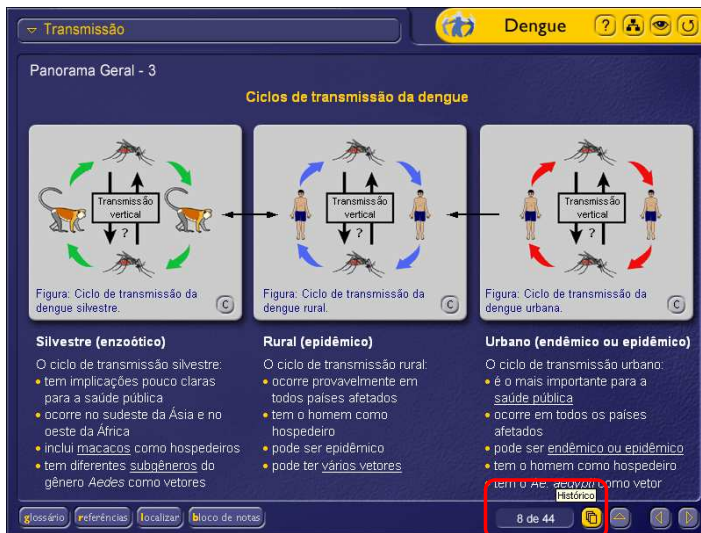 Transmissão
Dengue
?
Panorama Geral - 3
Ciclos de transmissão da dengue
Transmissão
vertical
?
Figura: Ciclo de transmissão da
dengue silvestre.
C
Transmissão
vertical
?
Figura: Ciclo de transmissão da
dengue rural.
C
Transmissão
vertical
?
Figura: Ciclo de transmissão da
dengue urbana.
C
Silvestre (enzoótico)
O ciclo de transmissão silvestre:
• tem implicações pouco claras
para a saúde pública
• ocorre no sudeste da Ásia e no
oeste da África
• inclui macacos como hospedeiros
• tem diferentes subgêneros do
gênero Aedes como vetores
Rural (epidêmico)
O ciclo de transmissão rural:
• ocorre provavelmente em
todos países afetados
• tem o homem como
hospedeiro
• pode ser epidêmico
• pode ter vários vetores
Urbano (endêmico ou epidêmico)
O ciclo de transmissão urbano:
• é o mais importante para a
saúde pública
• ocorre em todos os países
afetados
• pode ser endêmico ou epidêmico
• tem o homem como hospedeiro
• tem o Ae. aegypti como vetor
Histórico
glossário
referências
localizar
bloco de notas
8 de 44